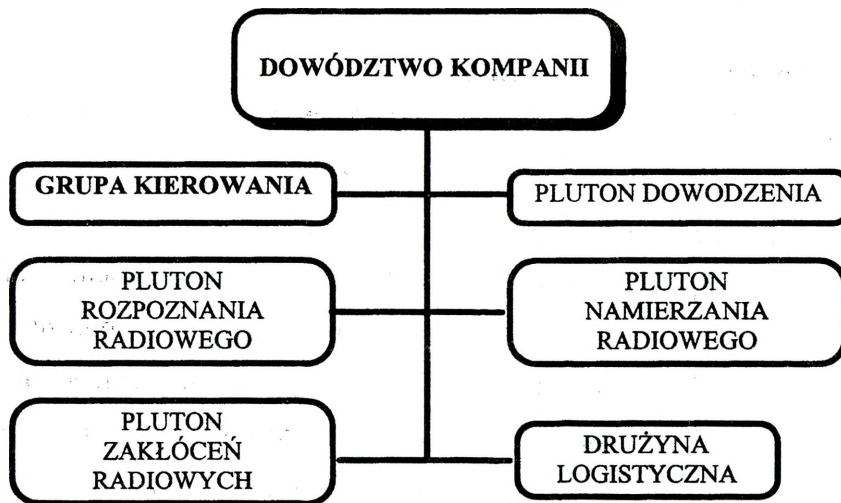 DOWÓDZTWO KOMPANII
GRUPA KIEROWANIA
PLUTON DOWODZENIA
PLUTON
ROZPOZNANIA
RADIOWEGO
PLUTON
NAMIERZANIA
RADIOWEGO
PLUTON
ZAKŁÓCEŃ
RADIOWYCH
DRUŻYNA
LOGISTYCZNA